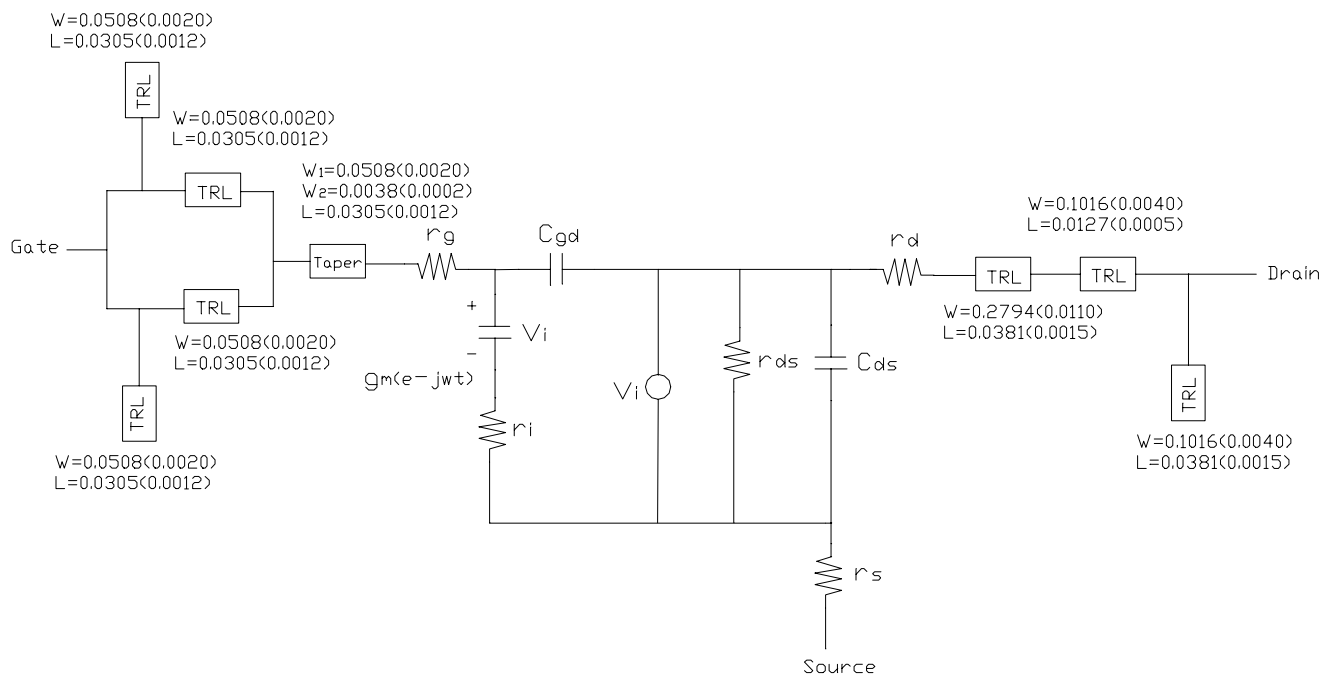 W=0.0508(0.0020)
L=0.0305(0.0012)
TRL
W=0.0508(0.0020)
L=0.0305(0.0012)
TRL
W1=0.0508(0.0020)
W2=0.0038(0.0002)
L=0.0305(0.0012)
Gate
Taper
rg
Cgd
TRL
W=0.0508(0.0020)
L=0.0305(0.0012)
TRL
W=0.0508(0.0020)
L=0.0305(0.0012)
+
Vi
-
gm(e-jwt)
ri
Vi
rds
Cds
rd
W=0.1016(0.0040)
L=0.0127(0.0005)
TRL
TRL
Drain
W=0.2794(0.0110)
L=0.0381(0.0015)
TRL
W=0.1016(0.0040)
L=0.0381(0.0015)
rs
Source